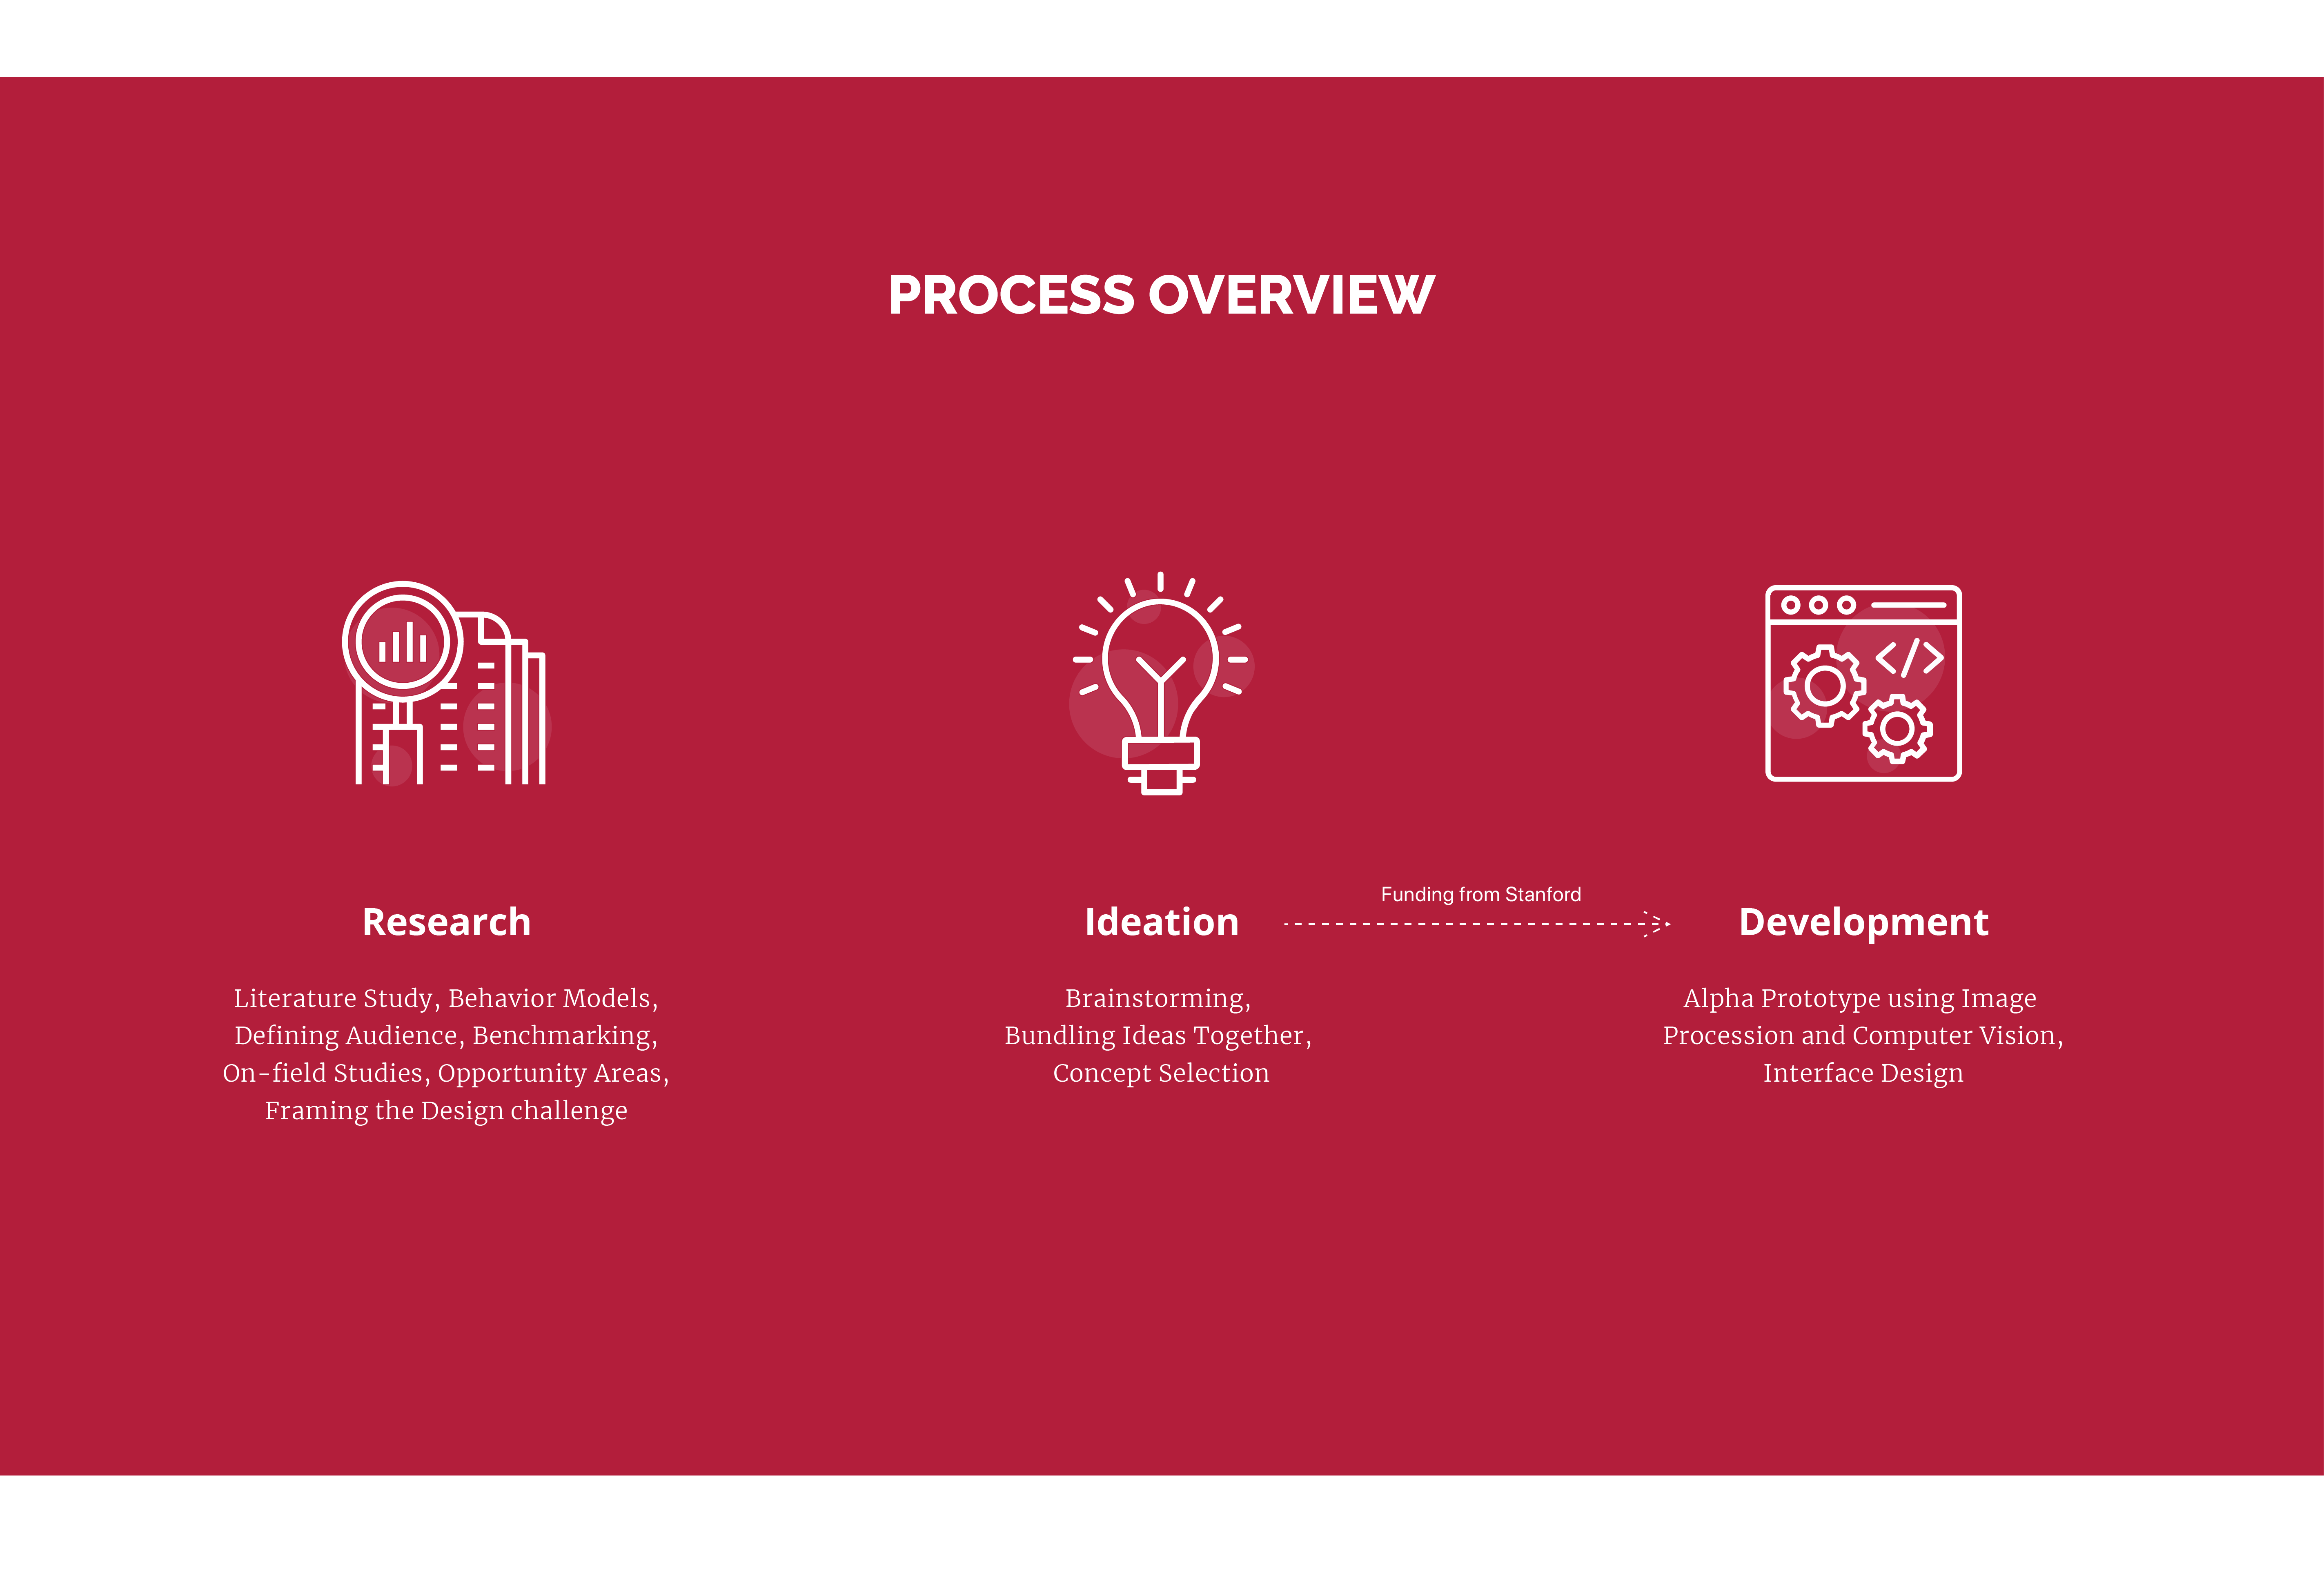 PROCESS OVERVIEW
Research
Literature Study, Behavior Models,
Defining Audience, Benchmarking,
On-field Studies, Opportunity Areas,
Framing the Design challenge
Ideation
Brainstorming,
Bundling Ideas Together,
Concept Selection
Funding from Stanford
Development
Alpha Prototype using Image
Procession and Computer Vision,
Interface Design